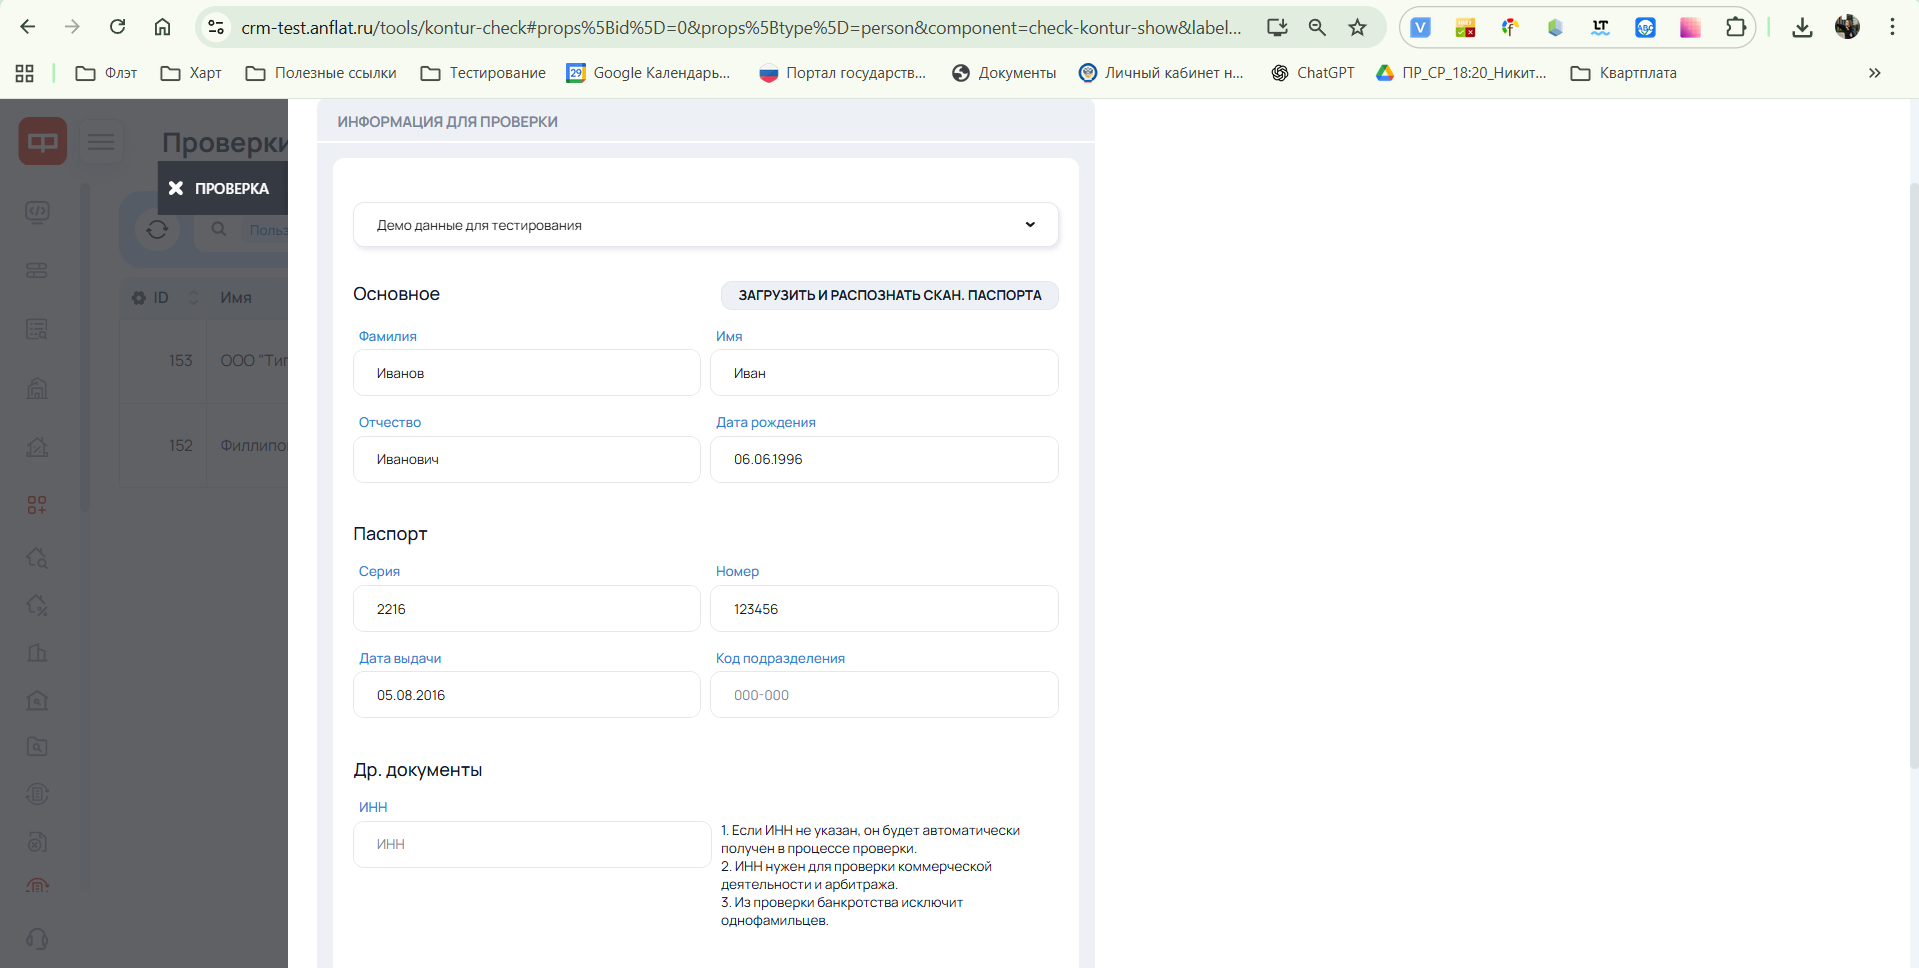 crm-test.anflat.ru/tools/kontur-check#props%5Bid%5D=0&props%5Btype%5D=person&component=check-kontur-show&label...
Флэт
Харт
Полезные ссылки
Тестирование
29
Google Календарь...
Портал государств...
Документы
Личный кабинет н...
ChatGPT
ПР_СР_18:20_Никит...
Квартплата
V
LT
ABC
Проверки
ПРОВЕРКА
Польз
ID
Имя
153
ООО "Тип
152
Филлипо
ИНФОРМАЦИЯ ДЛЯ ПРОВЕРКИ
Демо данные для тестирования
Основное
ЗАГРУЗИТЬ И РАСПОЗНАТЬ СКАН. ПАСПОРТА
Фамилия
Имя
Иванов
Иван
Отчество
Дата рождения
Иванович
06.06.1996
Паспорт
Серия
Номер
2216
123456
Дата выдачи
Код подразделения
05.08.2016
000-000
Др. документы
ИНН
ИНН
1. Если ИНН не указан, он будет автоматически
получен в процессе проверки.
2. ИНН нужен для проверки коммерческой
деятельности и арбитража.
3. Из проверки банкротства исключит
однофамильцев.